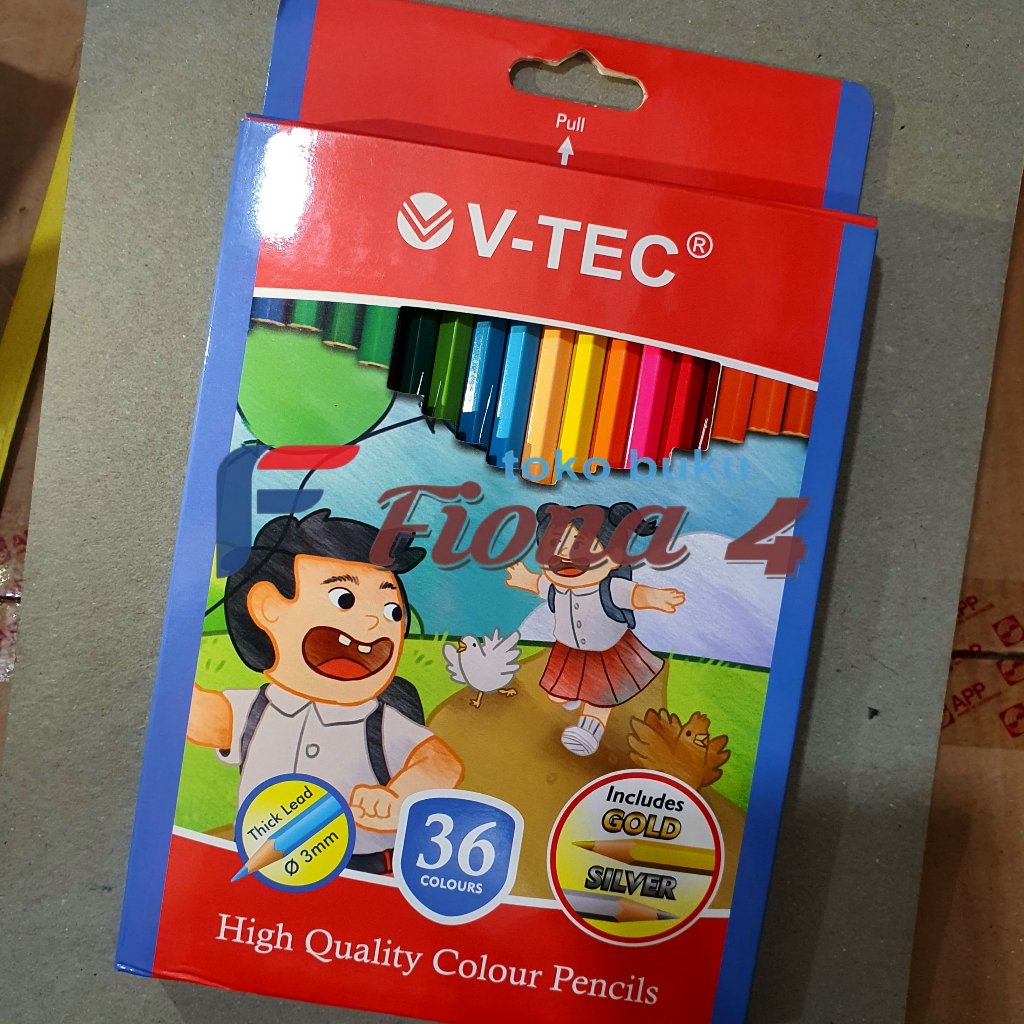 Pull
V-TEC®
toko buku
Fiona 4
Thick Lead
Ø 3mm
36
COLOURS
Includes
GOLD
SILVER
High Quality Colour Pencils
APP
APP